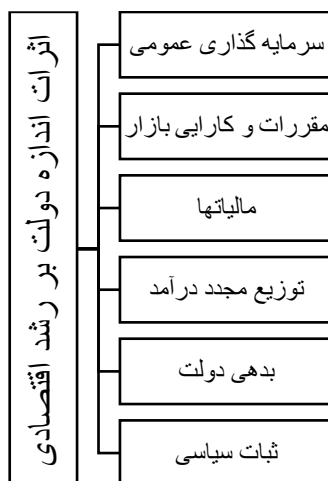 اثرات اندازه دولت بر رشد اقتصادی
سرمایه گذاری عمومی
مقررات و کارایی بازار
مالیاتها
توزیع مجدد درآمد
بدهی دولت
ثبات سیاسی